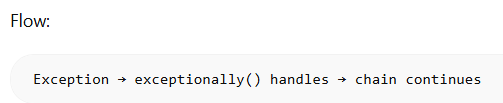 Flow:
Exception → exceptionally() handles → chain continues